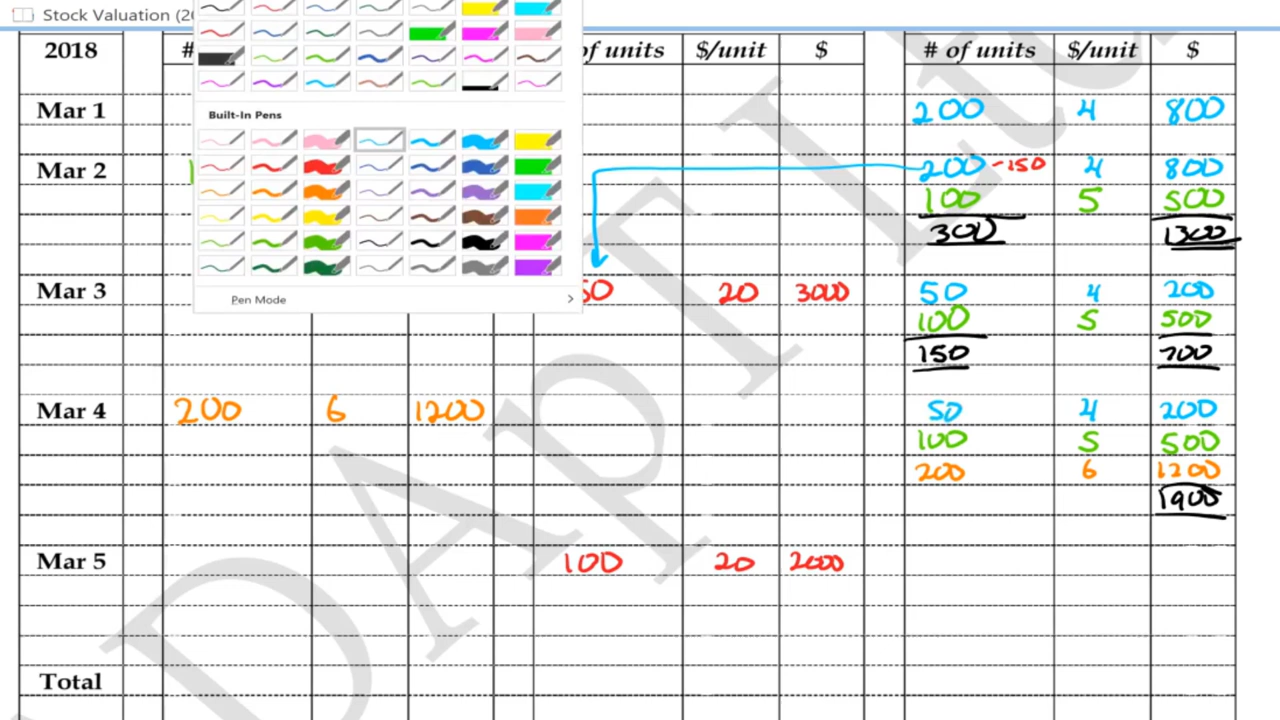 Stock Valuation (20
2018 # of units $/unit $ # of units $/unit $
Built-In Pens
Mar 1 200 4 800
Mar 2 200 -150 4 800
100 5 500
300 1300
Pen Mode
Mar 3 50 20 3000 50 4 200
100 5 500
150 700
Mar 4 200 6 1200 50 4 200
100 5 500
200 6 1200
1900
Mar 5 100 20 2000
Total
DAPT Ltd